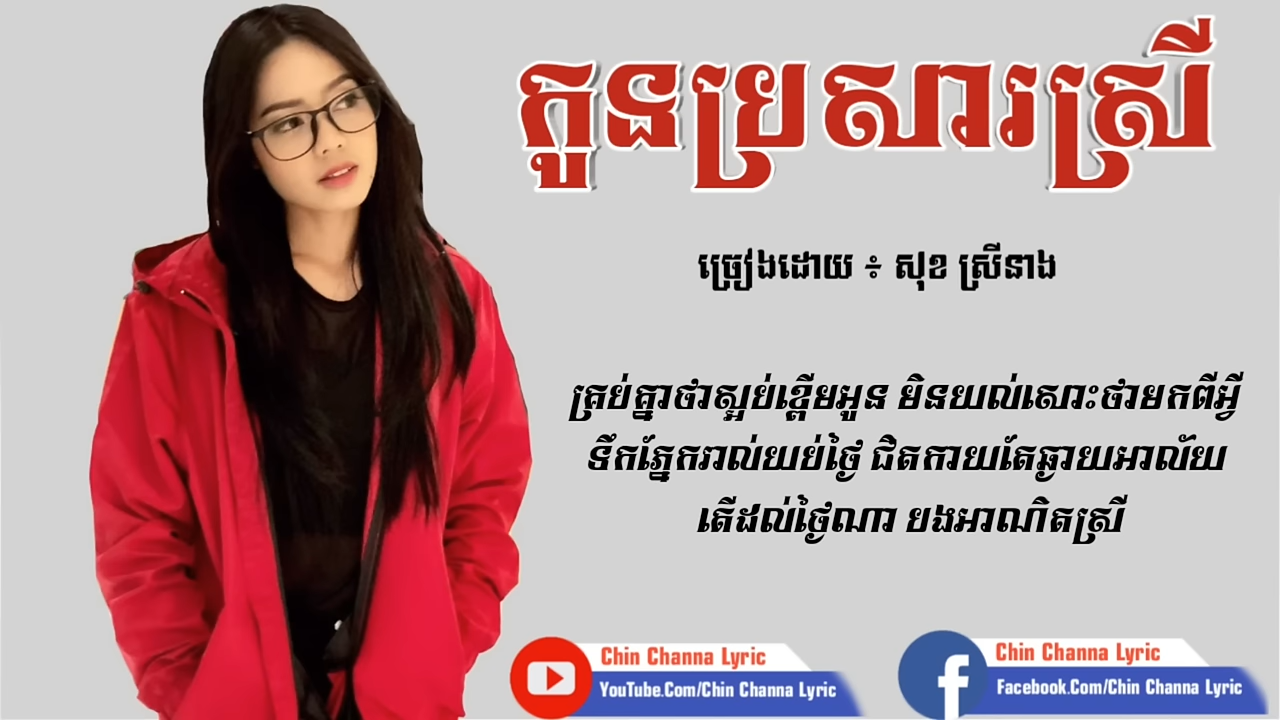 កូនប្រសារស្រី
ច្រៀងដោយ ៖ សុខ ស្រីនាង
គ្រប់គ្នាថាស្អប់ខ្ពើមអូន មិនយល់សោះថាមកពីអ្វី
ទឹកភ្នែករាល់យប់ថ្ងៃ ជិតកាយតែឆ្ងាយអាល័យ
តើដល់ថ្ងៃណា បងអាណិតស្រី
Chin Channa Lyric
YouTube.Com/Chin Channa Lyric
Chin Channa Lyric
Facebook.Com/Chin Channa Lyric